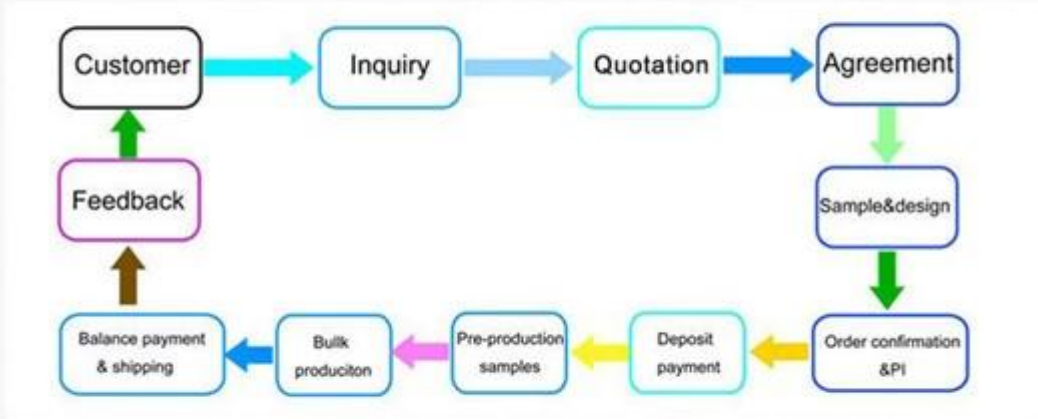 Customer
Inquiry
Quotation
Agreement
Sample&design
Order confirmation
&PI
Deposit
payment
Pre-production
samples
Bullk
produciton
Balance payment
& shipping
Feedback